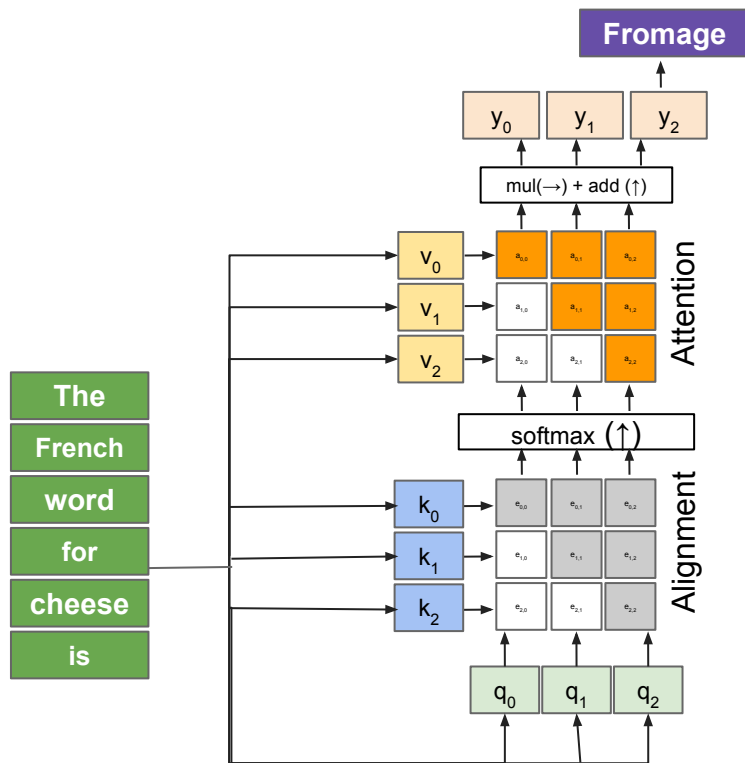 Fromage
y0 y1 y2
mul(→) + add (↑)
v0 a0,0 a0,1 a0,2
v1 a1,0 a1,1 a1,2
v2 a2,0 a2,1 a2,2
Attention
The
French
word
for
cheese
is
softmax (↑)
k0 e0,0 e0,1 e0,2
k1 e1,0 e1,1 e1,2
k2 e2,0 e2,1 e2,2
Alignment
q0 q1 q2